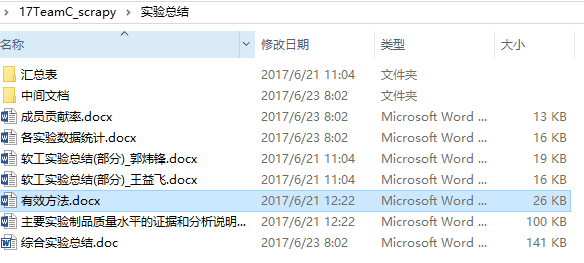 17TeamC_scrapy > 实验总结
名称 修改日期 类型 大小
汇总表 2017/6/21 11:04 文件夹
中间文档 2017/6/23 8:02 文件夹
成员贡献率.docx 2017/6/23 8:02 Microsoft Word ... 13 KB
各实验数据统计.docx 2017/6/23 8:02 Microsoft Word ... 16 KB
软工实验总结(部分)_郭炜锋.docx 2017/6/21 11:04 Microsoft Word ... 19 KB
软工实验总结(部分)_王益飞.docx 2017/6/21 11:04 Microsoft Word ... 16 KB
有效方法.docx 2017/6/21 12:22 Microsoft Word ... 26 KB
主要实验制品质量水平的证据和分析说明... 2017/6/21 12:22 Microsoft Word ... 100 KB
综合实验总结.doc 2017/6/23 8:02 Microsoft Word ... 141 KB